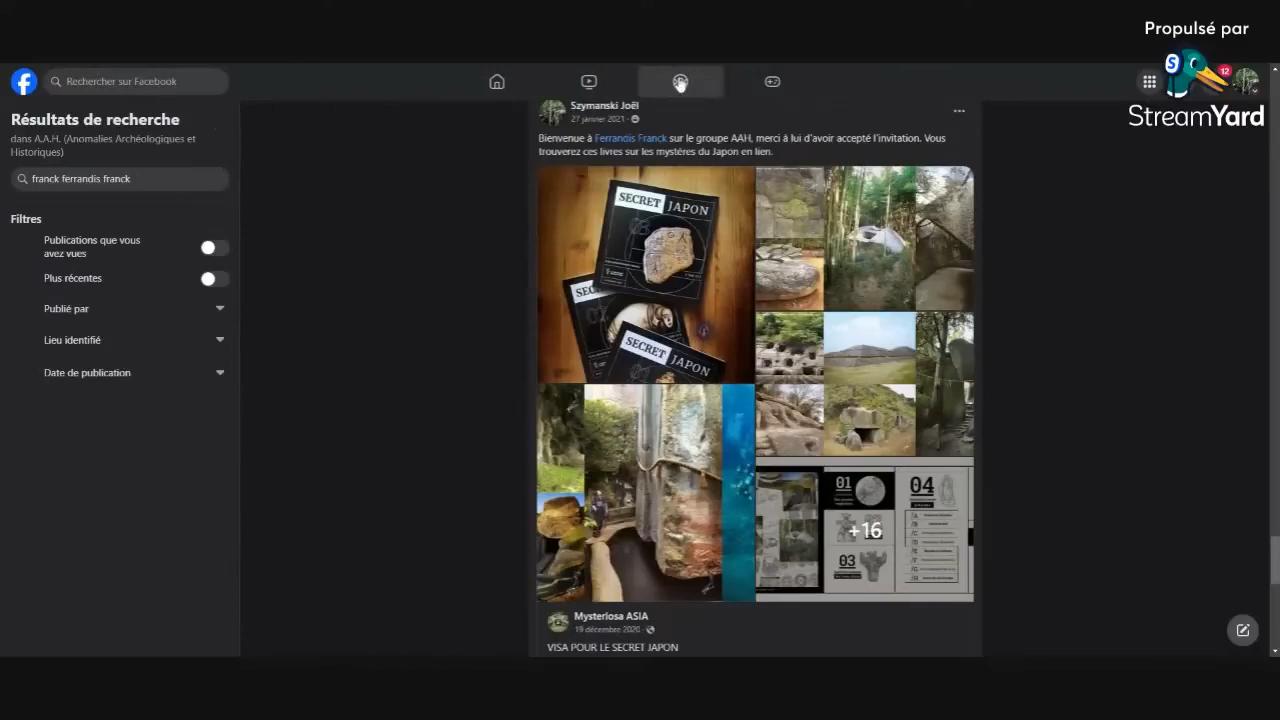 Propulsé par
StreamYard
Rechercher sur Facebook
12
Résultats de recherche
dans A.A.H. (Anomalies Archéologiques et
Historiques)
franck ferrandis franck
Filtres
Publications que vous
avez vues
Plus récentes
Publié par
Lieu identifié
Date de publication
Szymanski Joël
27 janvier 2021
Bienvenue à Ferrandis Franck sur le groupe AAH, merci à lui d'avoir accepté l'invitation. Vous
trouverez ces livres sur les mystères du Japon en lien.
SECRET JAPON
SECRET JAPON
01
04
+16
03
Mysteriosa ASIA
19 décembre 2020
VISA POUR LE SECRET JAPON